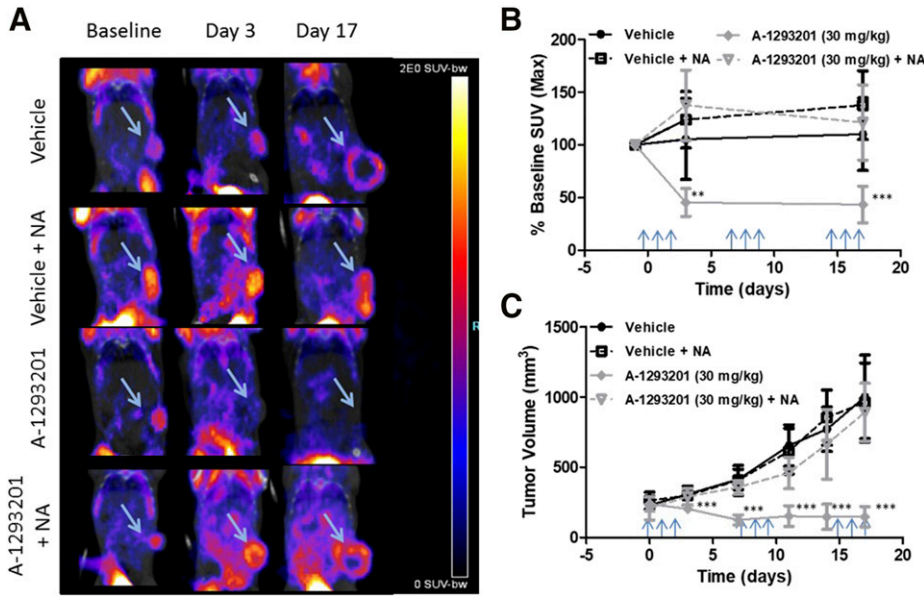 A
Baseline
Day 3
Day 17
Vehicle
Vehicle + NA
A-1293201
A-1293201
+ NA
2E0 SUV-bw
R
0 SUV-bw
B
Vehicle
Vehicle + NA
A-1293201 (30 mg/kg)
A-1293201 (30 mg/kg) + NA
% Baseline SUV (Max)
200
150
100
50
0
**
***
-5
0
5
10
15
20
Time (days)
C
Vehicle
Vehicle + NA
A-1293201 (30 mg/kg)
A-1293201 (30 mg/kg) + NA
Tumor Volume (mm³)
1500
1000
500
0
***
***
***
***
***
-5
0
5
10
15
20
Time (days)